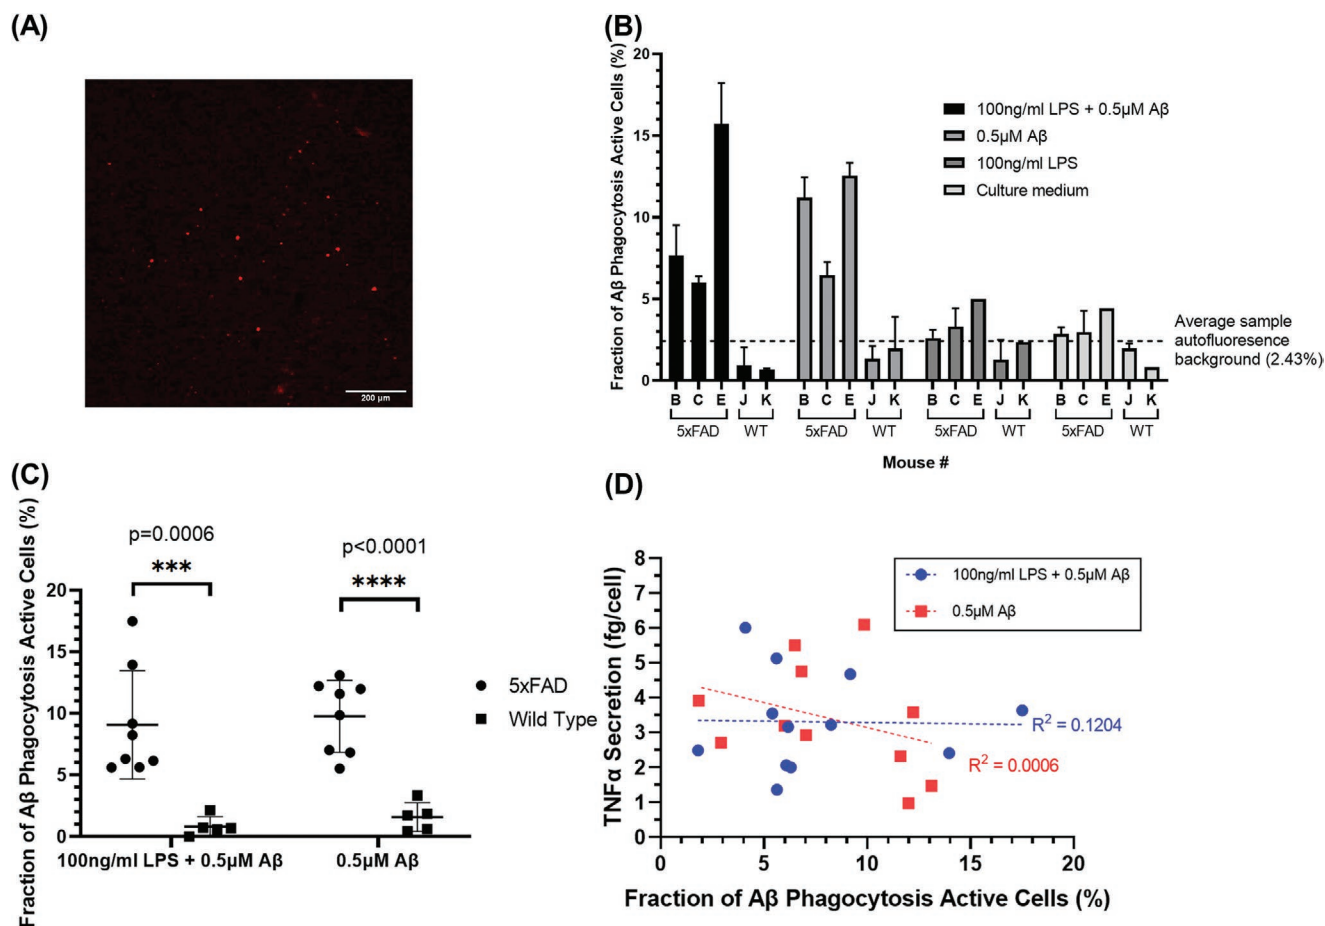 (A)
200 µm
(B)
Fraction of Aβ Phagocytosis Active Cells (%)
20
15
10
5
0
100ng/ml LPS + 0.5µM Aβ
0.5µM Aβ
100ng/ml LPS
Culture medium
Average sample
autofluoresence
background (2.43%)
B C E J K B C E J K B C E J K B C E J K
5xFAD WT 5xFAD WT 5xFAD WT 5xFAD WT
Mouse #
(C)
Fraction of Aβ Phagocytosis Active Cells (%)
p=0.0006
***
p<0.0001
****
20
15
10
5
0
100ng/ml LPS + 0.5µM Aβ 0.5µM Aβ
5xFAD
Wild Type
(D)
TNFα Secretion (fg/cell)
8
7
6
5
4
3
2
1
0
100ng/ml LPS + 0.5µM Aβ
0.5µM Aβ
R² = 0.1204
R² = 0.0006
0 5 10 15 20
Fraction of Aβ Phagocytosis Active Cells (%)